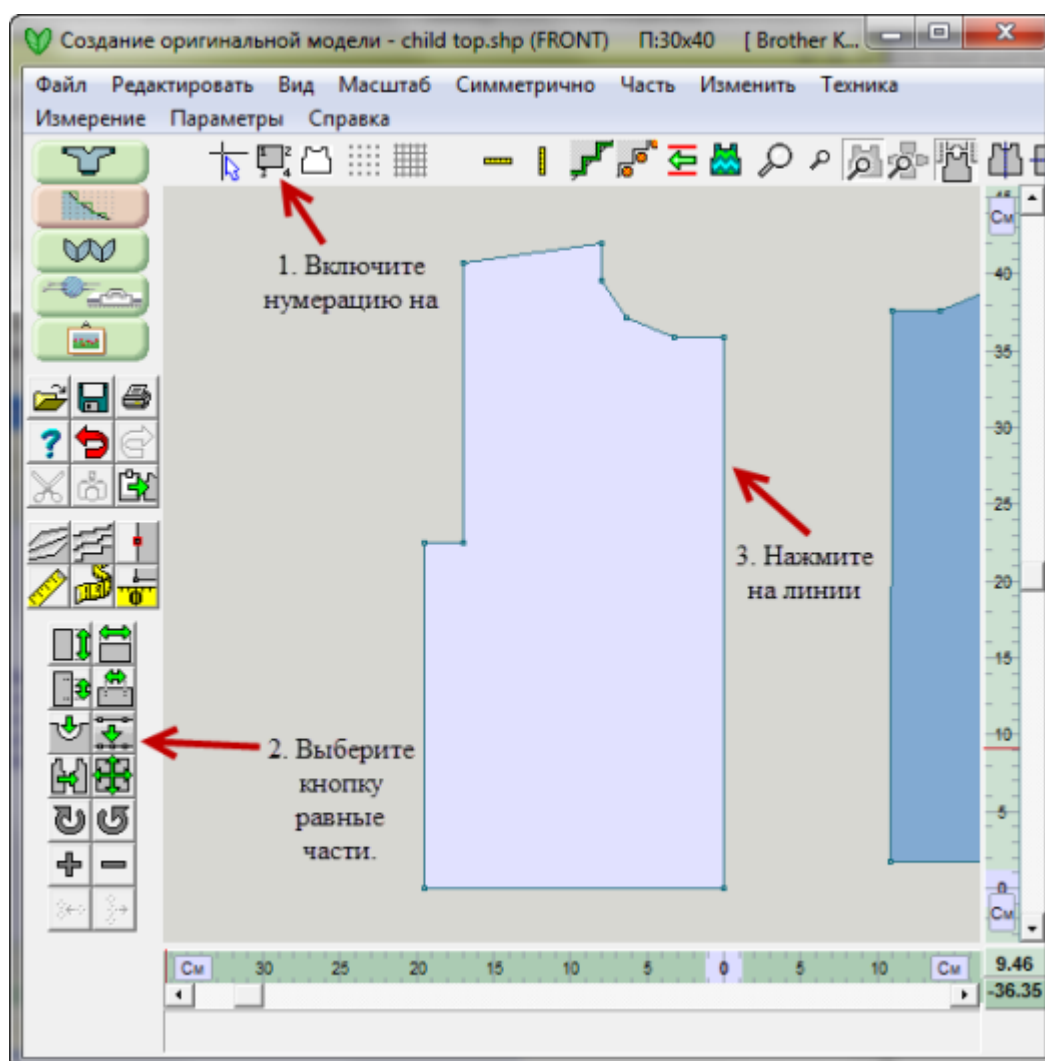 Создание оригинальной модели - child top.shp (FRONT) П:30x40 [ Brother K...
Файл Редактировать Вид Масштаб Симметрично Часть Изменить Техника
Измерение Параметры Справка
1. Включите
нумерацию на
2. Выберите
кнопку
равные
части.
3. Нажмите
на линии
См
40
35
30
25
20
15
10
5
0
См
См 30 25 20 15 10 5 0 5 10 См
9.46
-36.35